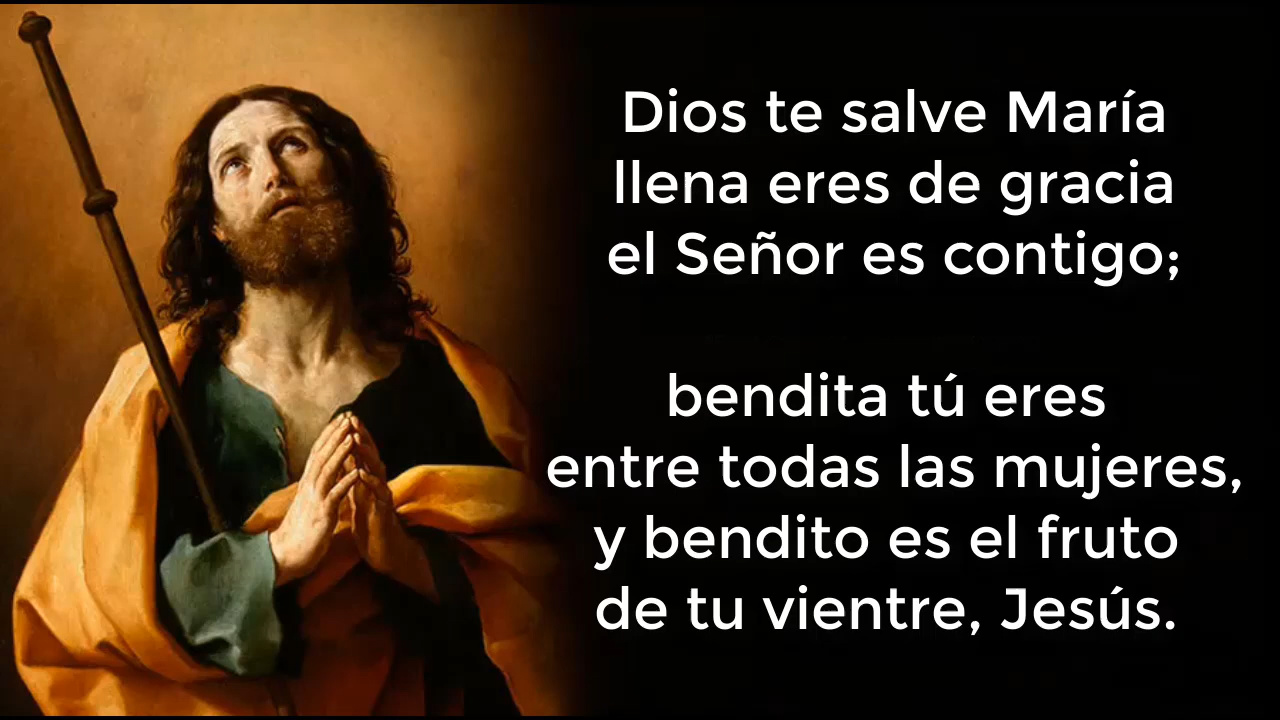 Dios te salve María
llena eres de gracia
el Señor es contigo;
bendita tú eres
entre todas las mujeres,
y bendito es el fruto
de tu vientre, Jesús.